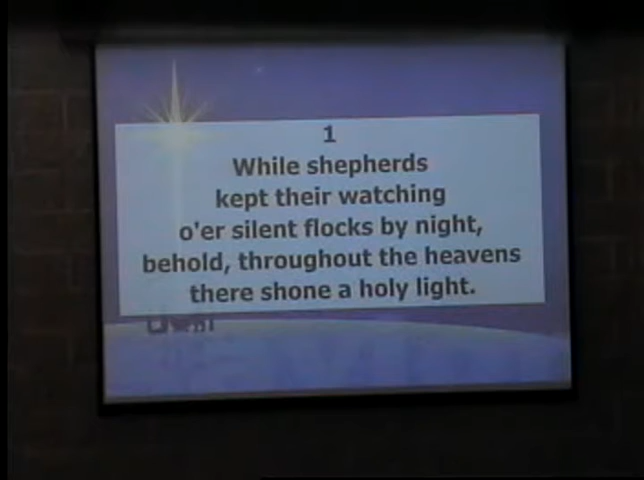 1
While shepherds
kept their watching
o'er silent flocks by night,
behold, throughout the heavens
there shone a holy light.